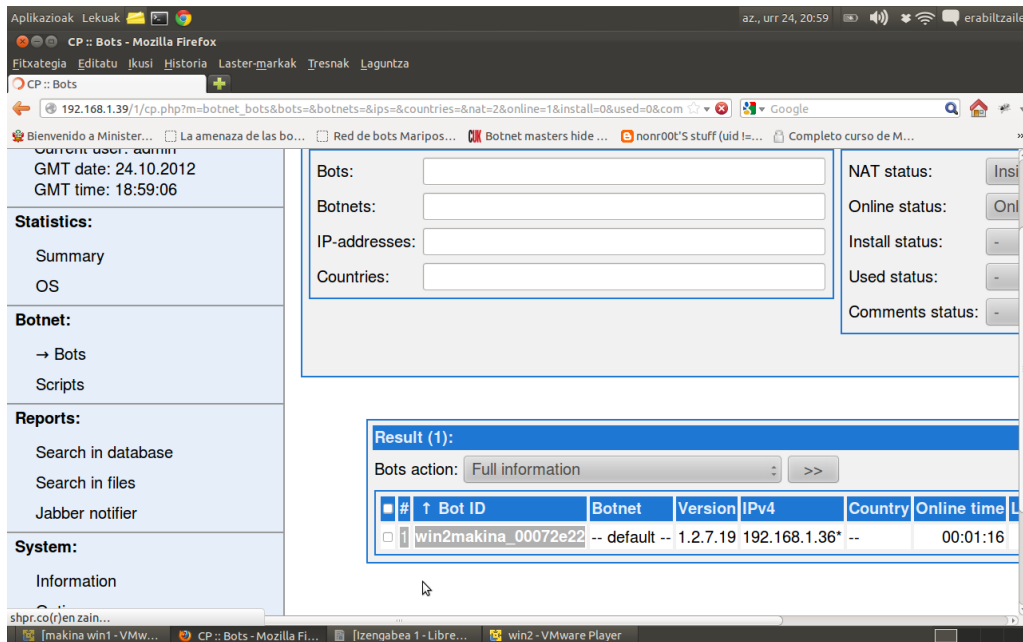 Aplikazioak Lekuak az., urr 24, 20:59 erabiltzaile
CP :: Bots - Mozilla Firefox
Fitxategia Editatu Ikusi Historia Laster-markak Tresnak Laguntza
CP :: Bots
192.168.1.39/1/cp.php?m=botnet_bots&bots=&botnets=&ips=&countries=&nat=2&online=1&install=0&used=0&com Google
Bienvenido a Minister... La amenaza de las bo... Red de bots Maripos... Botnet masters hide ... nonr00t'S stuff (uid !=... Completo curso de M... »
Current user: admin
GMT date: 24.10.2012
GMT time: 18:59:06
Statistics:
Summary
OS
Botnet:
→ Bots
Scripts
Reports:
Search in database
Search in files
Jabber notifier
System:
Information
Bots:
Botnets:
IP-addresses:
Countries:
NAT status: Insi
Online status: Onl
Install status: -
Used status: -
Comments status: -
Result (1):
Bots action: Full information >>
# ↑ Bot ID Botnet Version IPv4 Country Online time L
1 win2makina_00072e22 -- default -- 1.2.7.19 192.168.1.36* -- 00:01:16
shpr.co(r)en zain...
[makina win1 - VMw... CP :: Bots - Mozilla Fi... [Izengabea 1 - Libre... win2 - VMware Player